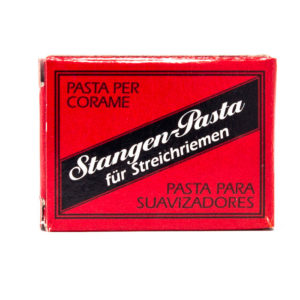 PASTA PER
CORAME
Stangen-Pasta
für Streichriemen
PASTA PARA
SUAVIZADORES